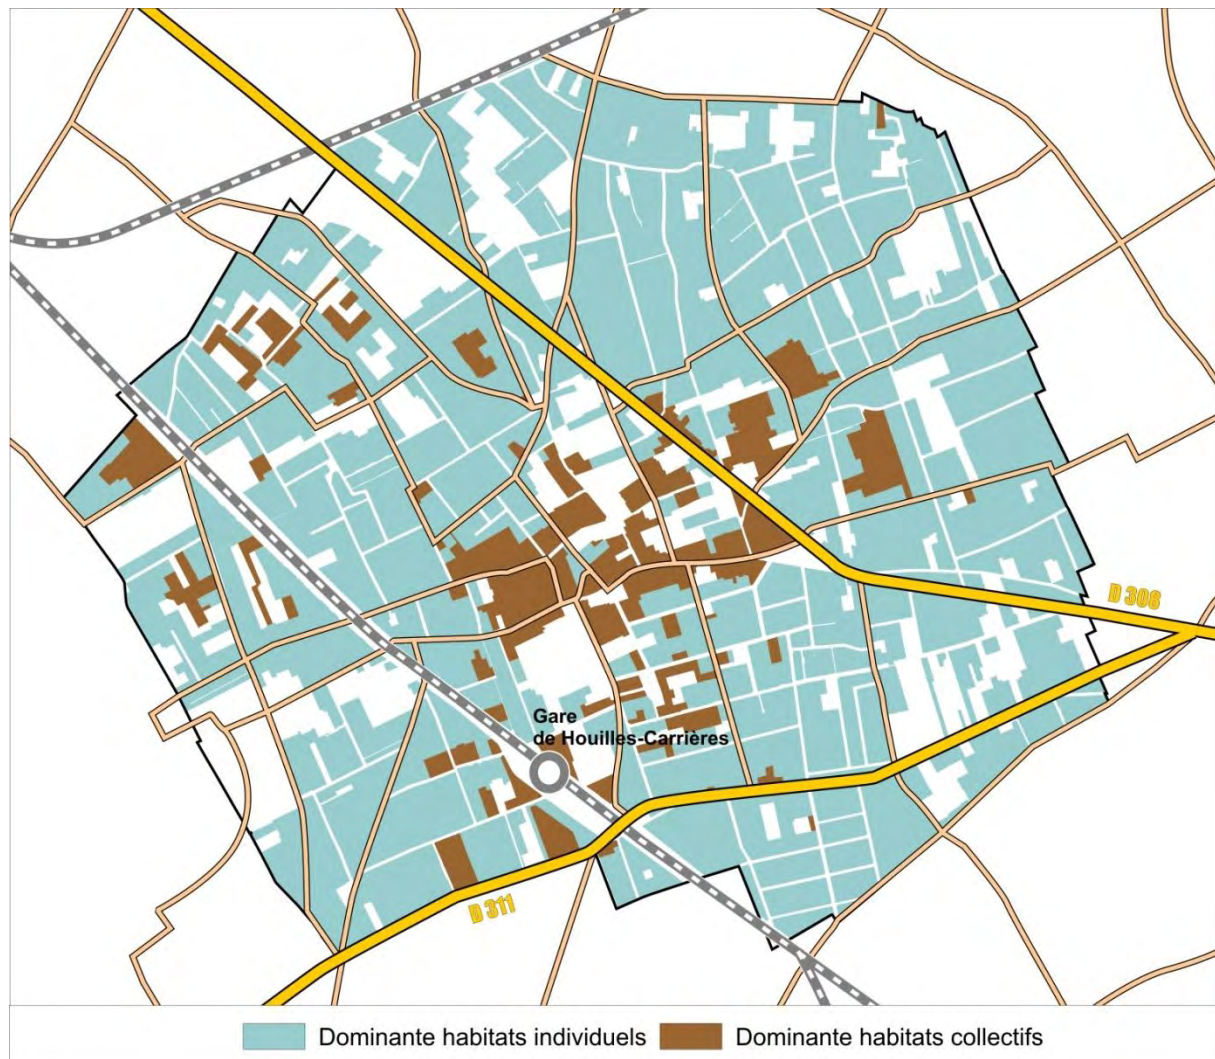 D 308
Gare
de Houilles-Carrières
D 311
Dominante habitats individuels
Dominante habitats collectifs